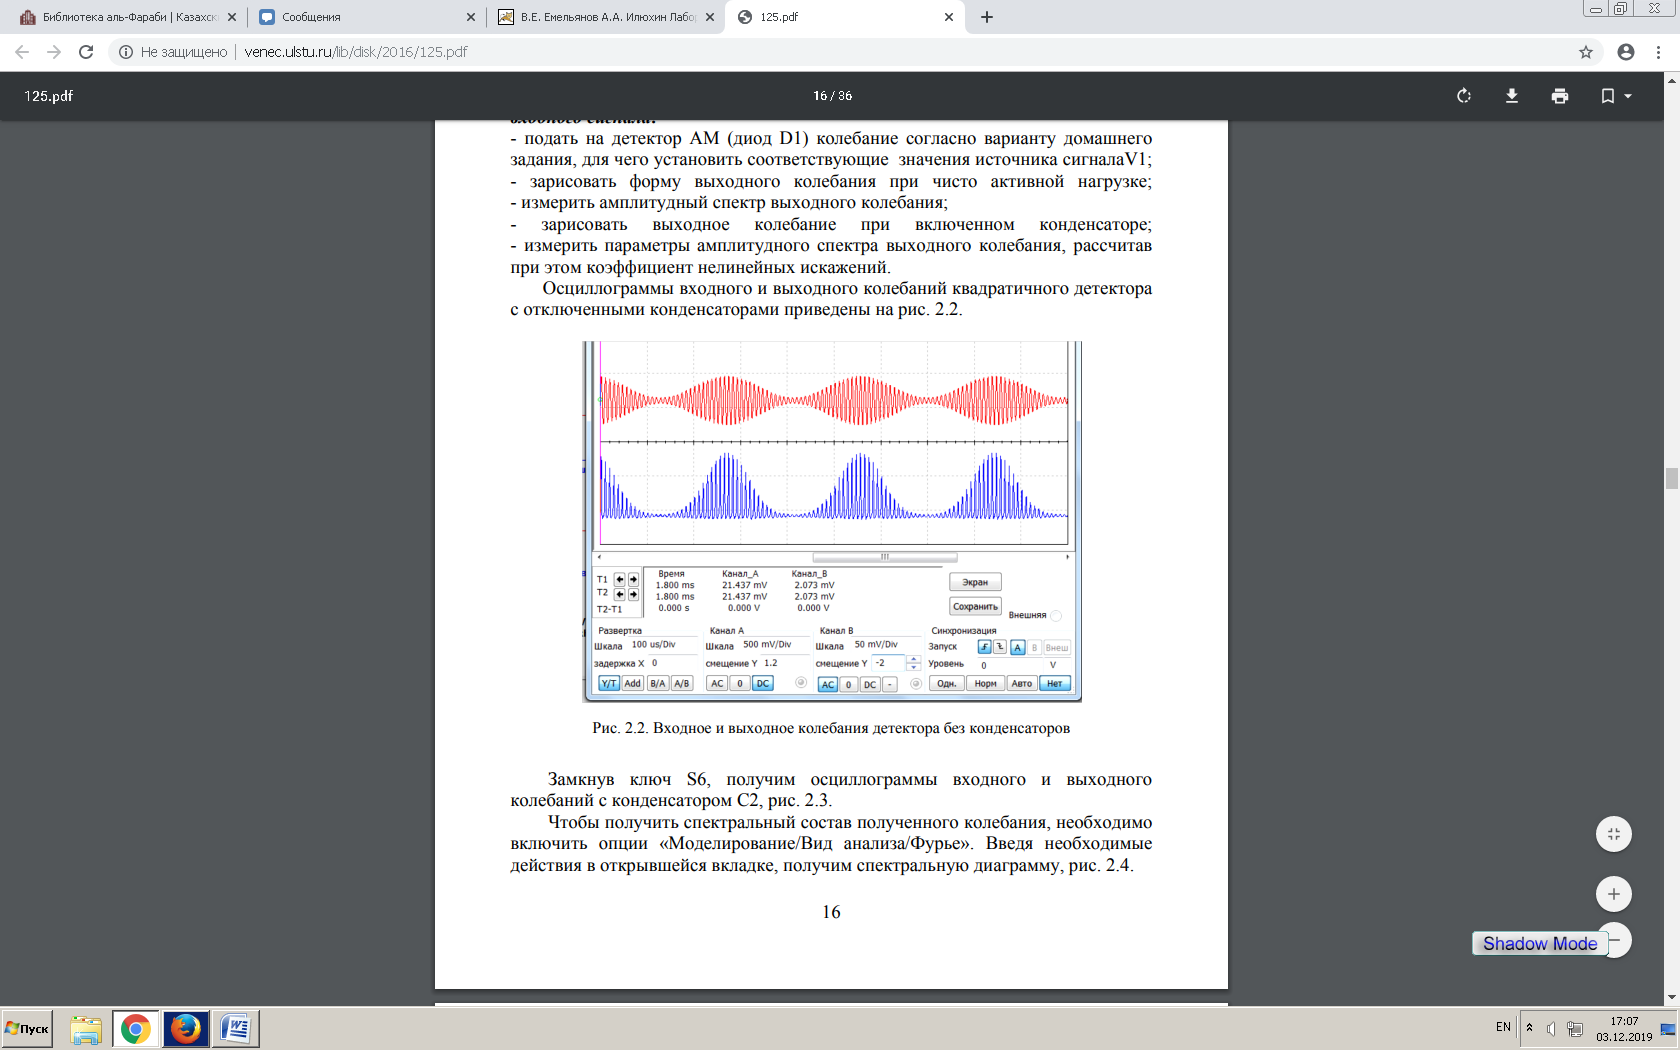 Библиотека аль-Фараби | Казахск
Сообщения
В.Е. Емельянов А.А. Илюхин Лабо
125.pdf
Не защищено
venec.ulstu.ru/lib/disk/2016/125.pdf
125.pdf
16 / 36
входного сигнала:
- подать на детектор АМ (диод D1) колебание согласно варианту домашнего
задания, для чего установить соответствующие значения источника сигналаV1;
- зарисовать форму выходного колебания при чисто активной нагрузке;
- измерить амплитудный спектр выходного колебания;
- зарисовать выходное колебание при включенном конденсаторе;
- измерить параметры амплитудного спектра выходного колебания, рассчитав
при этом коэффициент нелинейных искажений.
Осциллограммы входного и выходного колебаний квадратичного детектора
с отключенными конденсаторами приведены на рис. 2.2.
Время Канал_A Канал_B
T1 1.800 ms 21.437 mV 2.073 mV
T2 1.800 ms 21.437 mV 2.073 mV
T2-T1 0.000 s 0.000 V 0.000 V
Экран
Сохранить
Внешняя
Развертка Канал A Канал B Синхронизация
Шкала 100 us/Div Шкала 500 mV/Div Шкала 50 mV/Div Запуск A B Внеш
задержка X 0 смещение Y 1.2 смещение Y -2 Уровень 0 V
Y/T Add B/A A/B AC 0 DC AC 0 DC - Одн. Норм Авто Нет
Рис. 2.2. Входное и выходное колебания детектора без конденсаторов
Замкнув ключ S6, получим осциллограммы входного и выходного
колебаний с конденсатором С2, рис. 2.3.
Чтобы получить спектральный состав полученного колебания, необходимо
включить опции «Моделирование/Вид анализа/Фурье». Введя необходимые
действия в открывшейся вкладке, получим спектральную диаграмму, рис. 2.4.
16
Shadow Mode
Пуск
EN
17:07
03.12.2019